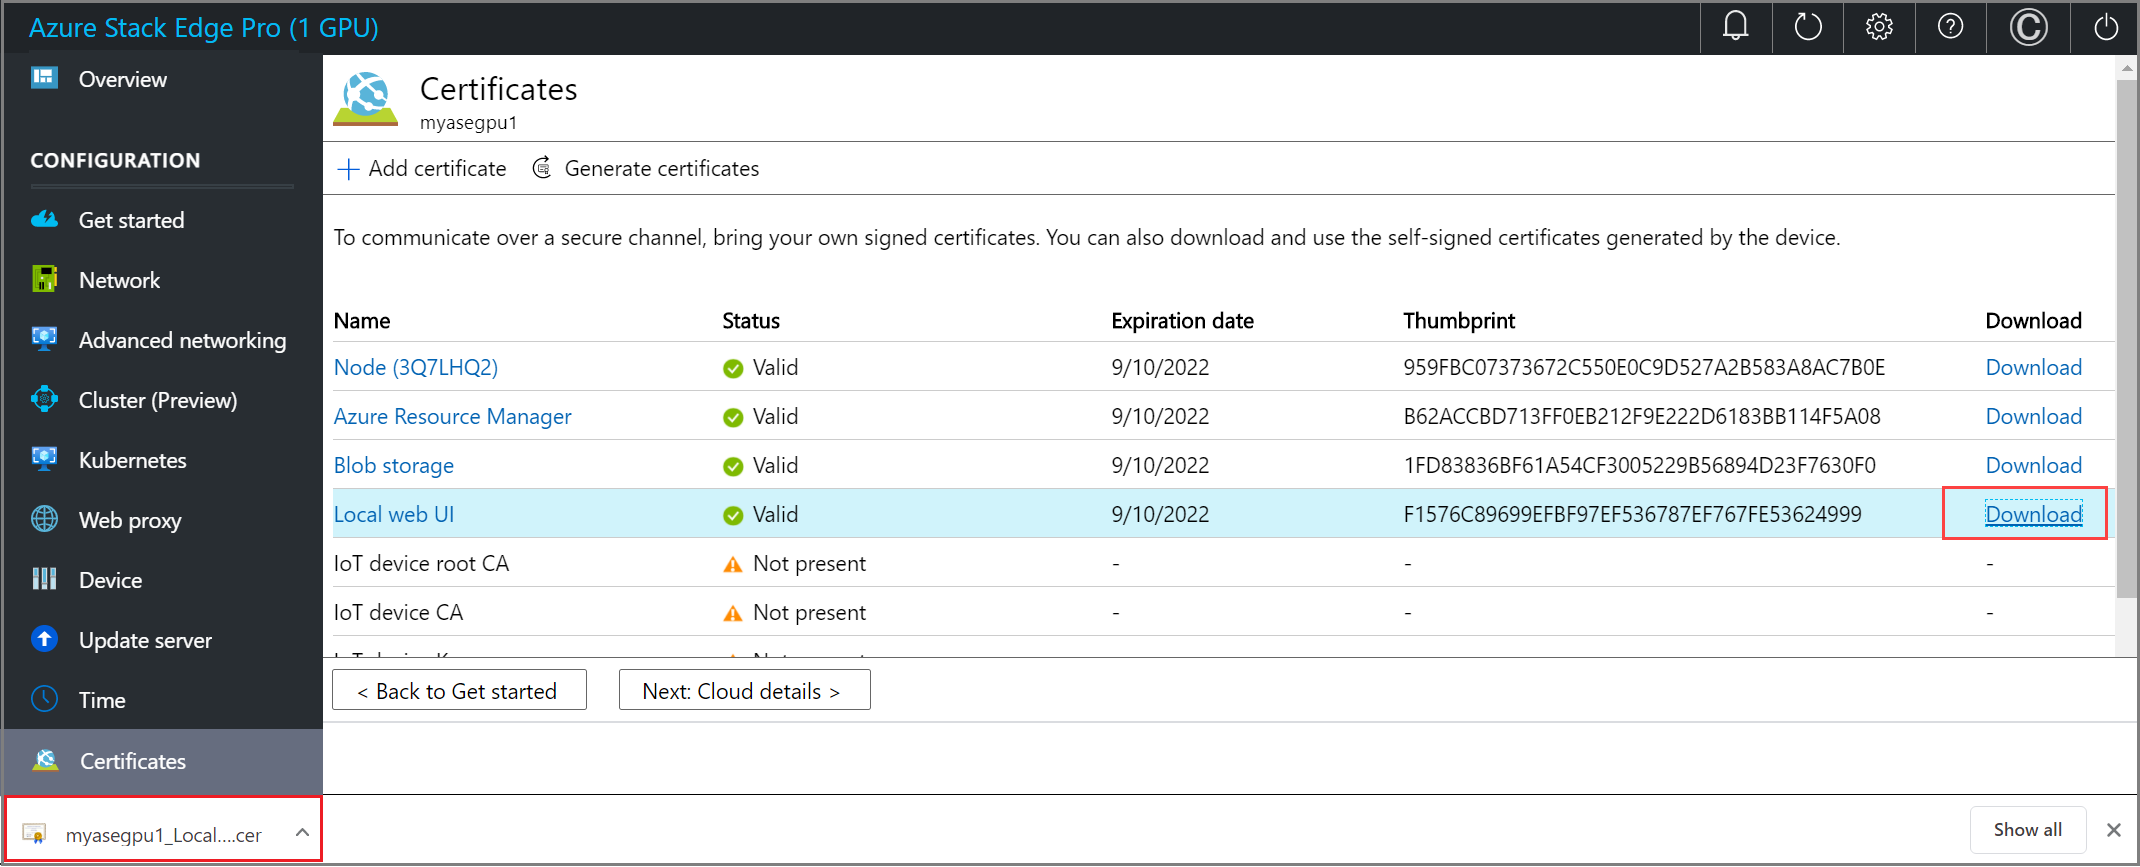 Azure Stack Edge Pro (1 GPU)
Overview
CONFIGURATION
Get started
Network
Advanced networking
Cluster (Preview)
Kubernetes
Web proxy
Device
Update server
Time
Certificates
Certificates
myasegpu1
Add certificate Generate certificates
To communicate over a secure channel, bring your own signed certificates. You can also download and use the self-signed certificates generated by the device.
Name Status Expiration date Thumbprint Download
Node (3Q7LHQ2) Valid 9/10/2022 959FBC07373672C550E0C9D527A2B583A8AC7B0E Download
Azure Resource Manager Valid 9/10/2022 B62ACCBD713FF0EB212F9E222D6183BB114F5A08 Download
Blob storage Valid 9/10/2022 1FD83836BF61A54CF3005229B56894D23F7630F0 Download
Local web UI Valid 9/10/2022 F1576C89699EFBF97EF536787EF767FE53624999 Download
IoT device root CA Not present - - -
IoT device CA Not present - - -
< Back to Get started Next: Cloud details >
myasegpu1_Local....cer Show all